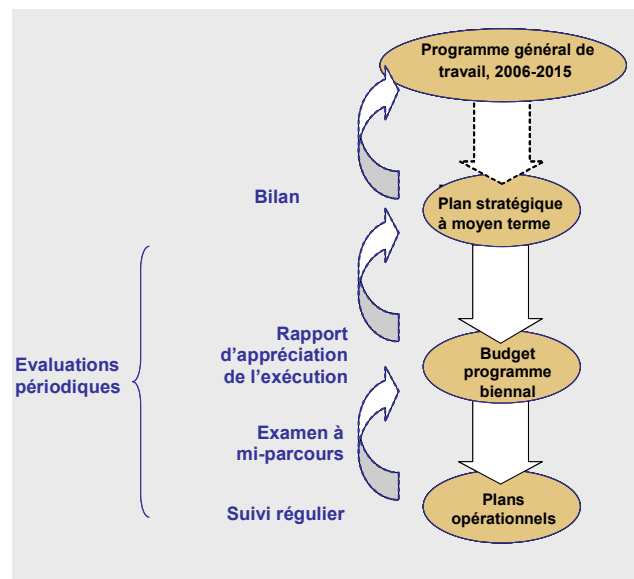 Programme général de
travail, 2006-2015
Bilan
Plan stratégique
à moyen terme
Rapport
d'appréciation
de l'exécution
Evaluations
périodiques
Budget
programme
biennal
Examen à
mi-parcours
Suivi régulier
Plans
opérationnels